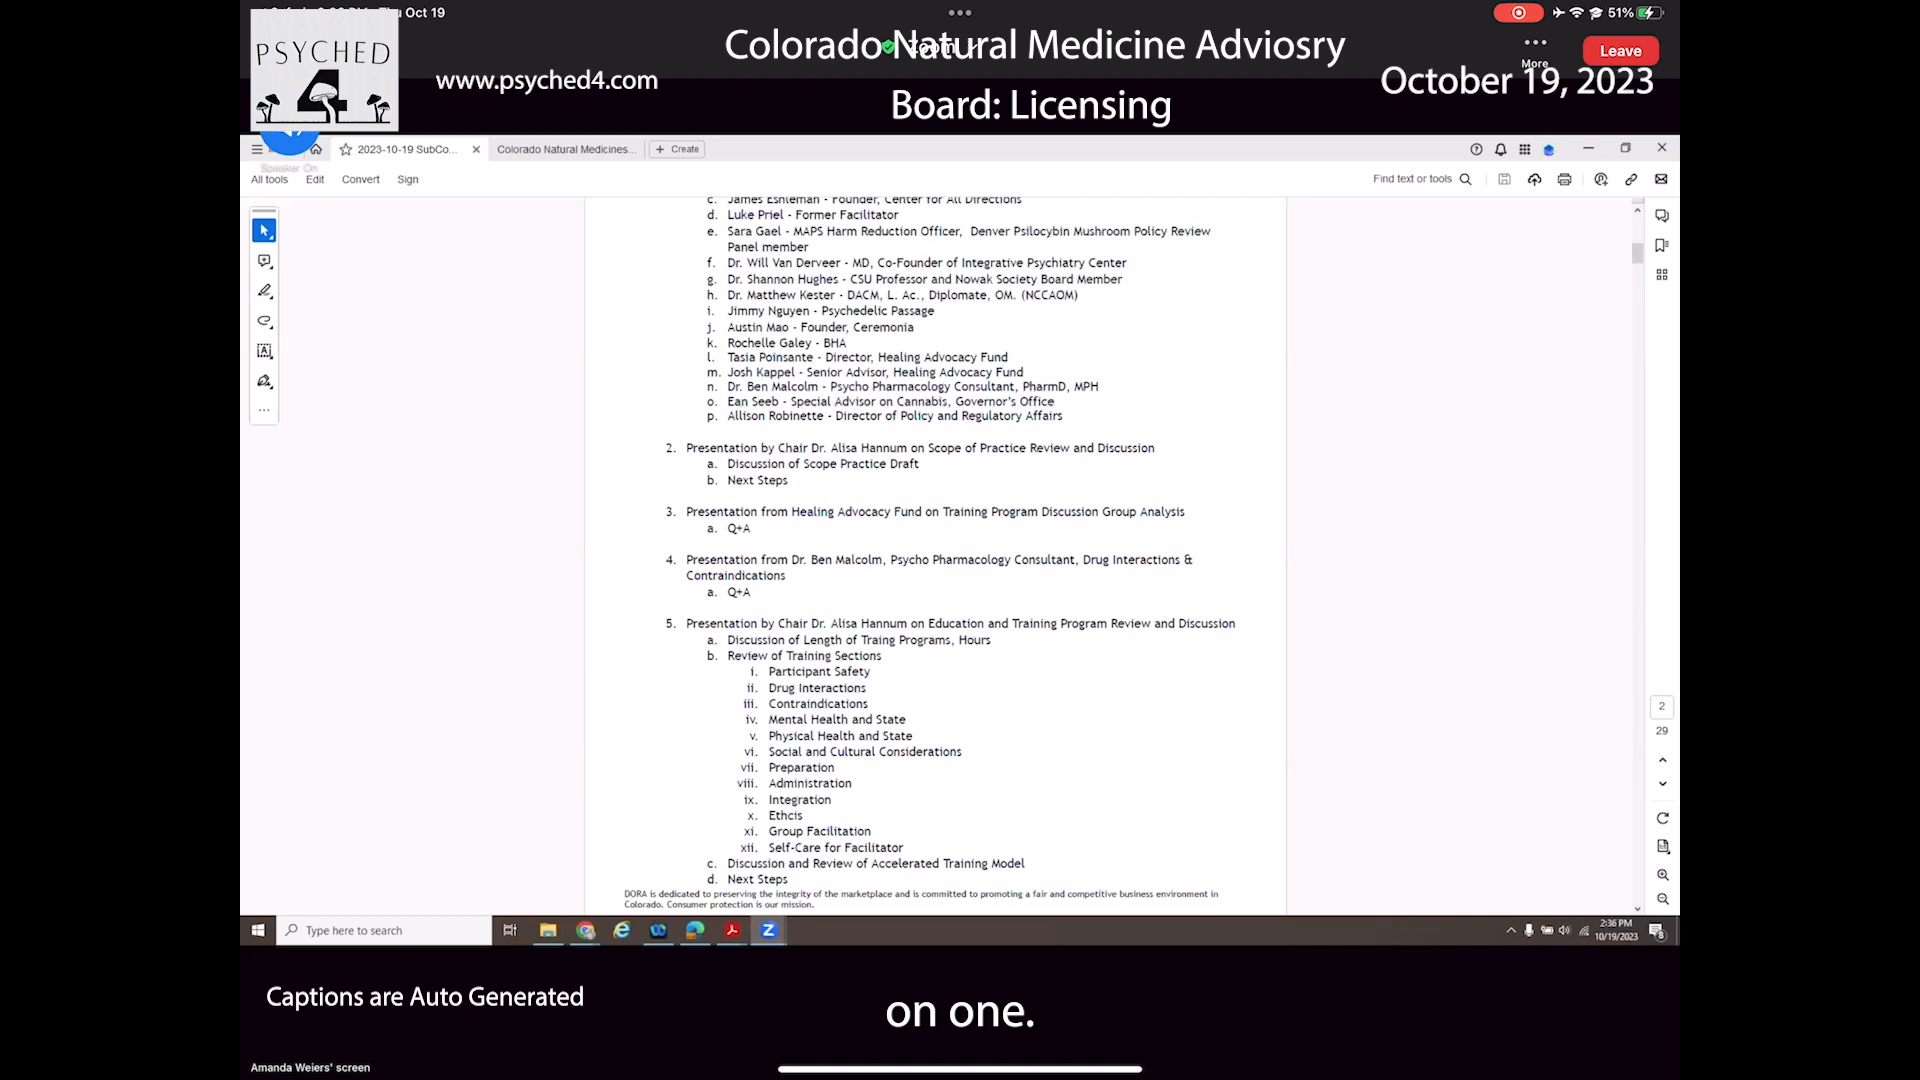 Thu Oct 19
51%
PSYCHED
4
www.psyched4.com
Colorado Natural Medicine Adviosry
Board: Licensing
Zoom
More
Leave
October 19, 2023
2023-10-19 SubCo...
Colorado Natural Medicines...
+ Create
Speaker On
All tools
Edit
Convert
Sign
Find text or tools
c. James Eshleman - Founder, Center for All Directions
d. Luke Priel - Former Facilitator
e. Sara Gael - MAPS Harm Reduction Officer, Denver Psilocybin Mushroom Policy Review
Panel member
f. Dr. Will Van Derveer - MD, Co-Founder of Integrative Psychiatry Center
g. Dr. Shannon Hughes - CSU Professor and Nowak Society Board Member
h. Dr. Matthew Kester - DACM, L. Ac., Diplomate, OM. (NCCAOM)
i. Jimmy Nguyen - Psychedelic Passage
j. Austin Mao - Founder, Ceremonia
k. Rochelle Galey - BHA
l. Tasia Poinsante - Director, Healing Advocacy Fund
m. Josh Kappel - Senior Advisor, Healing Advocacy Fund
n. Dr. Ben Malcolm - Psycho Pharmacology Consultant, PharmD, MPH
o. Ean Seeb - Special Advisor on Cannabis, Governor's Office
p. Allison Robinette - Director of Policy and Regulatory Affairs
2. Presentation by Chair Dr. Alisa Hannum on Scope of Practice Review and Discussion
a. Discussion of Scope Practice Draft
b. Next Steps
3. Presentation from Healing Advocacy Fund on Training Program Discussion Group Analysis
a. Q+A
4. Presentation from Dr. Ben Malcolm, Psycho Pharmacology Consultant, Drug Interactions &
Contraindications
a. Q+A
5. Presentation by Chair Dr. Alisa Hannum on Education and Training Program Review and Discussion
a. Discussion of Length of Traing Programs, Hours
b. Review of Training Sections
i. Participant Safety
ii. Drug Interactions
iii. Contraindications
iv. Mental Health and State
v. Physical Health and State
vi. Social and Cultural Considerations
vii. Preparation
viii. Administration
ix. Integration
x. Ethcis
xi. Group Facilitation
xii. Self-Care for Facilitator
c. Discussion and Review of Accelerated Training Model
d. Next Steps
DORA is dedicated to preserving the integrity of the marketplace and is committed to promoting a fair and competitive business environment in
Colorado. Consumer protection is our mission.
2
29
Type here to search
2:36 PM
10/19/2023
Captions are Auto Generated
on one.
Amanda Weiers' screen